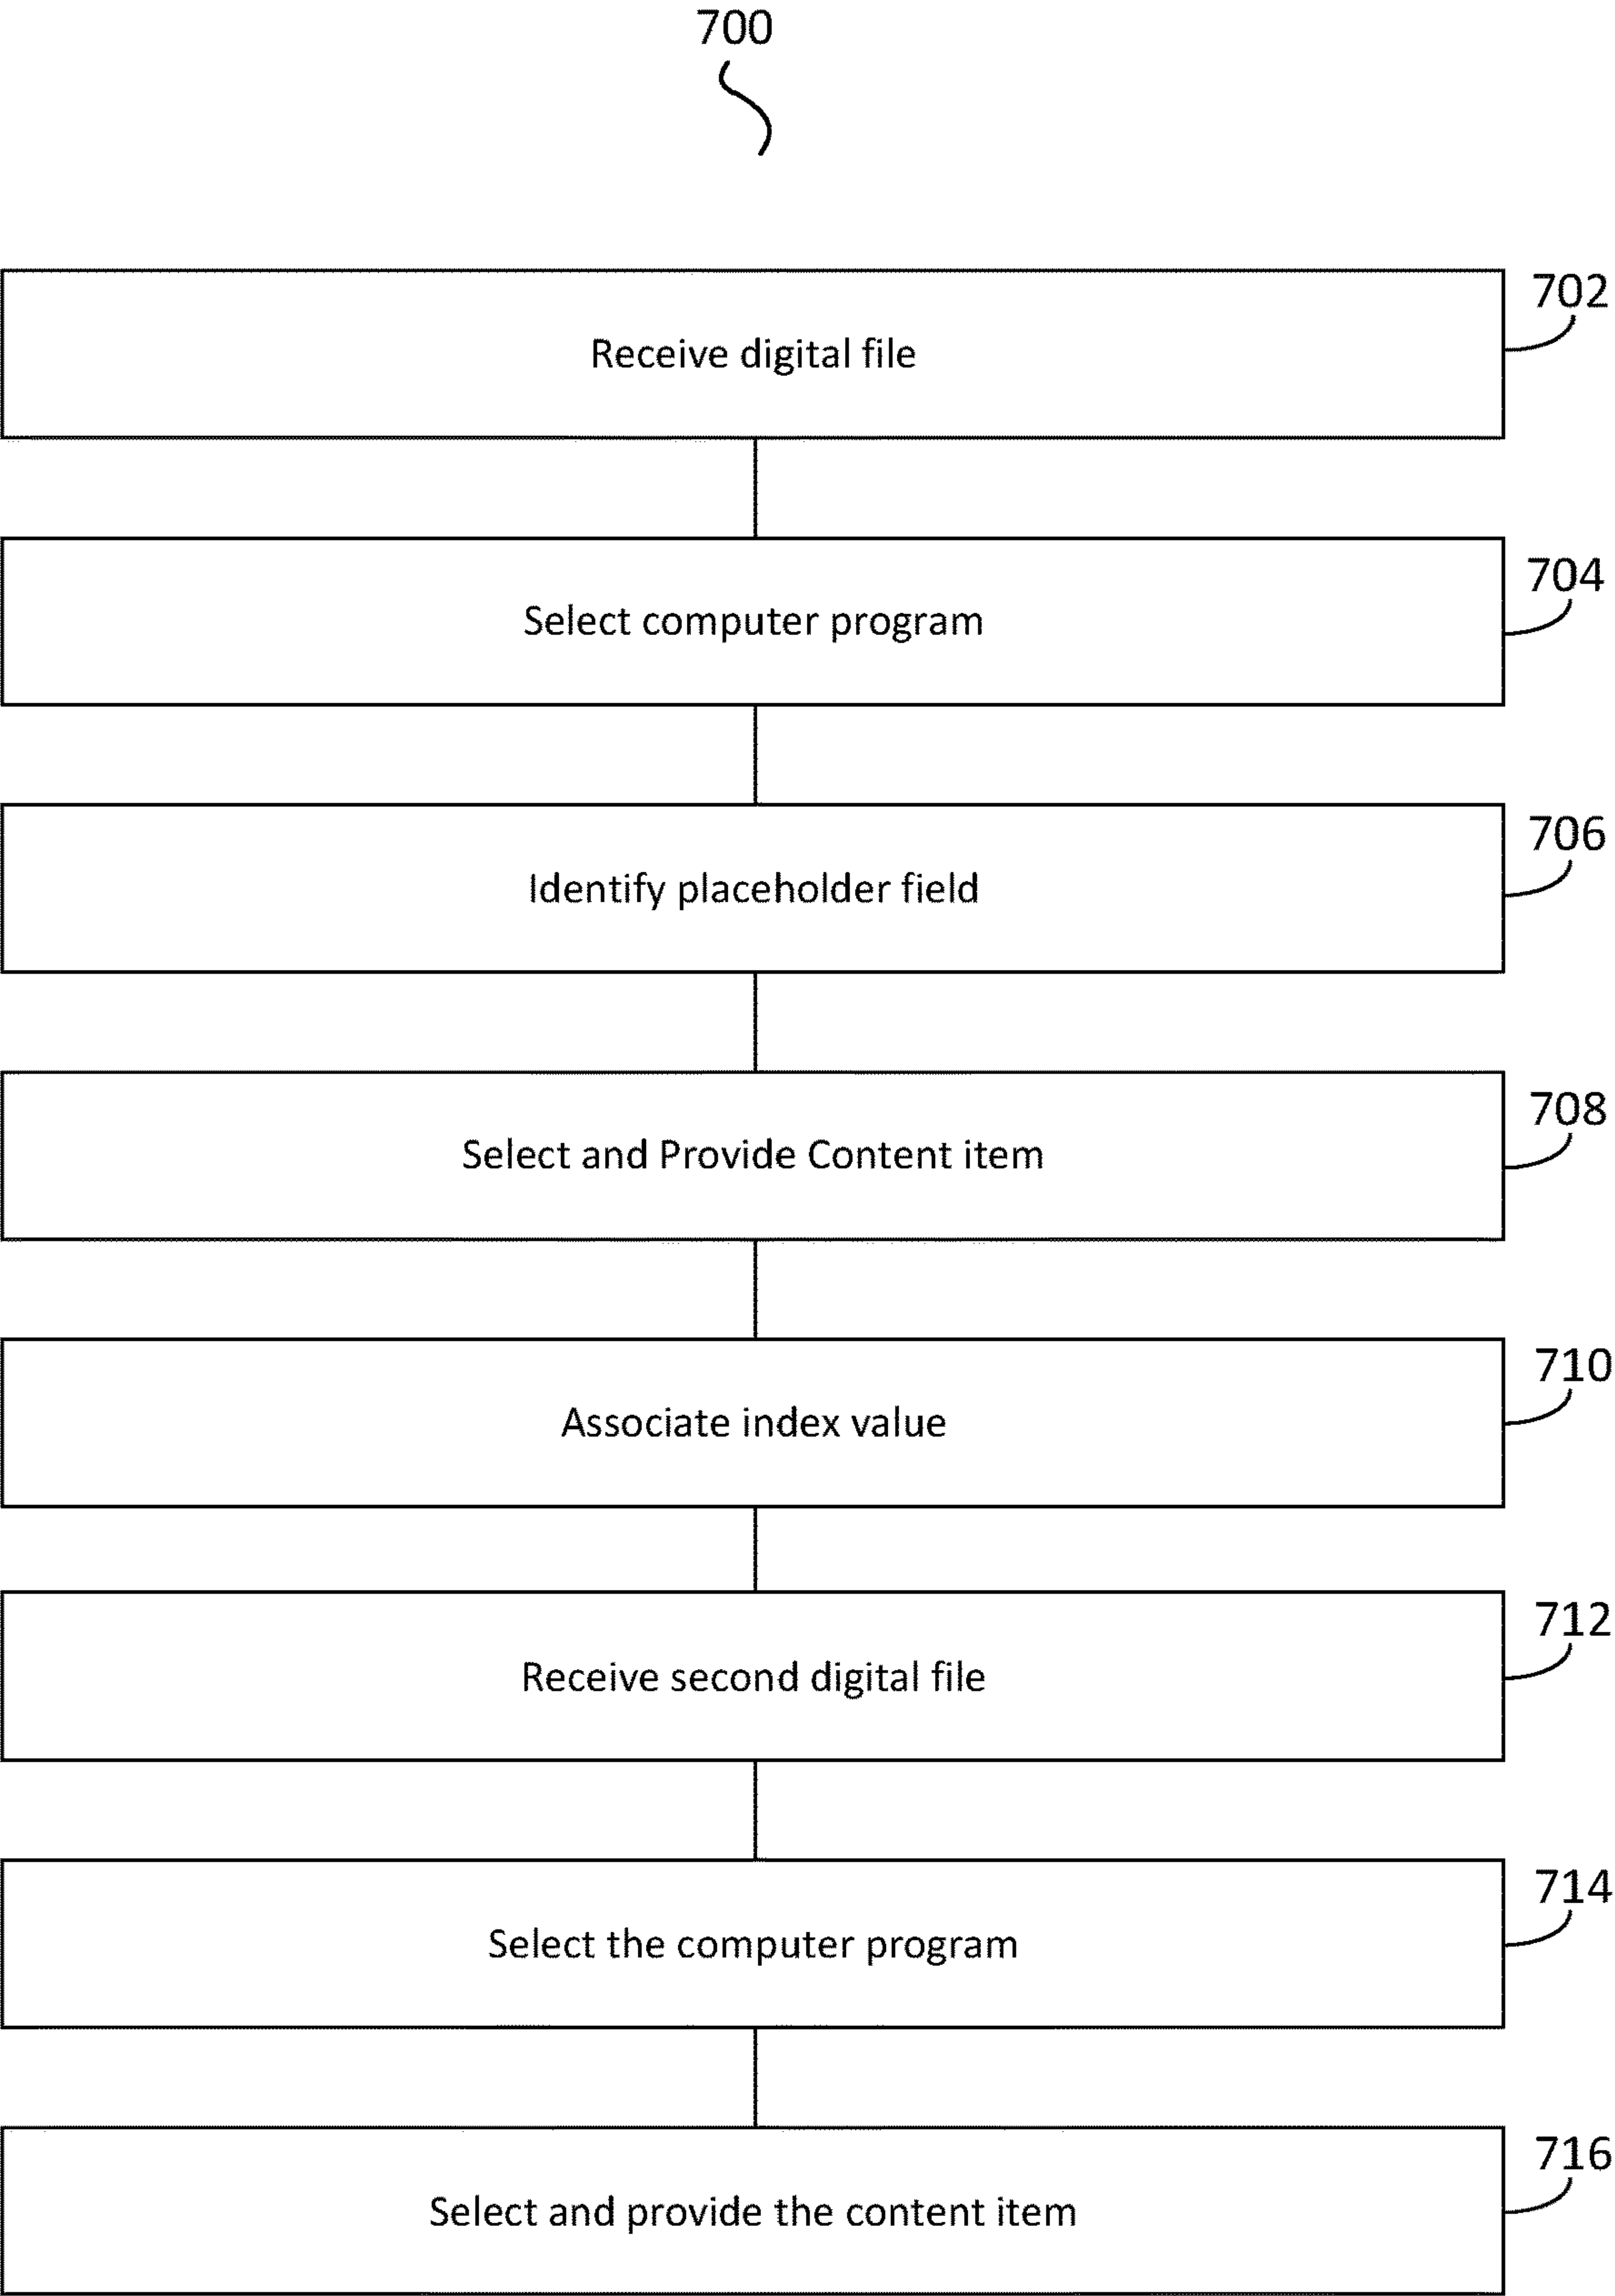 700
702
Receive digital file
704
Select computer program
706
Identify placeholder field
708
Select and Provide Content item
710
Associate index value
712
Receive second digital file
714
Select the computer program
716
Select and provide the content item